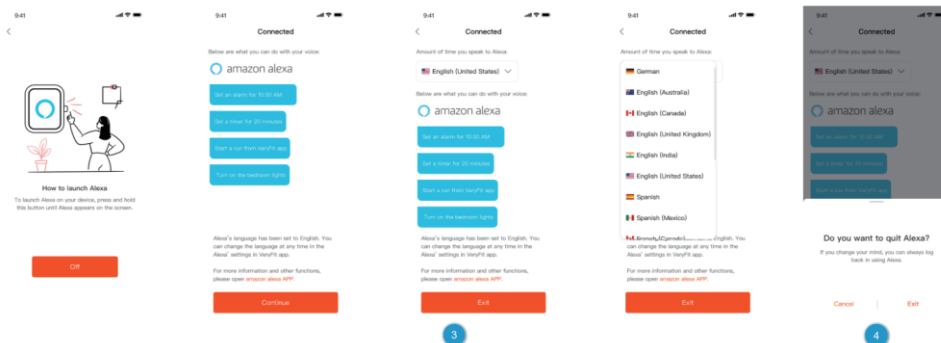 9:41
How to launch Alexa
To launch Alexa on your device, press and hold
this button until Alexa appears on the screen.
Off
9:41
Connected
Below are what you can do with your voice:
amazon alexa
Set an alarm for 10:30 AM
Set a timer for 20 minutes
Start a run from VeryFit app
Turn on the bedroom lights
Alexa's language has been set to English. You
can change the language at any time in the
Alexa' settings in VeryFit app.
For more information and other functions,
please open amazon alexa APP.
Continue
9:41
Connected
Amount of time you speak to Alexa:
English (United States)
Below are what you can do with your voice:
amazon alexa
Set an alarm for 10:30 AM
Set a timer for 20 minutes
Start a run from VeryFit app
Turn on the bedroom lights
Alexa's language has been set to English. You
can change the language at any time in the
Alexa' settings in VeryFit app.
For more information and other functions,
please open amazon alexa APP.
Exit
3
9:41
Connected
Amount of time you speak to Alexa:
German
English (Australia)
English (Canada)
English (United Kingdom)
English (India)
English (United States)
Spanish
Spanish (Mexico)
French (Canada)
English. You
can change the language at any time in the
Alexa' settings in VeryFit app.
For more information and other functions,
please open amazon alexa APP.
Exit
9:41
Connected
Amount of time you speak to Alexa:
English (United States)
Below are what you can do with your voice:
amazon alexa
Set an alarm for 10:30 AM
Set a timer for 20 minutes
Start a run from VeryFit app
Do you want to quit Alexa?
If you change your mind, you can always log
back in using Alexa.
Cancel
Exit
4